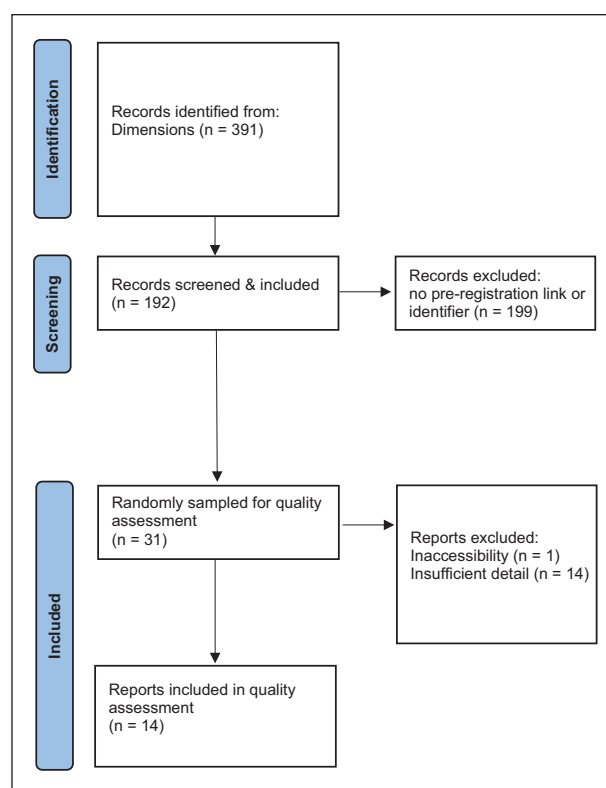 Identification
Records identified from:
Dimensions (n = 391)
Screening
Records screened & included
(n = 192)
Records excluded:
no pre-registration link or
identifier (n = 199)
Included
Randomly sampled for quality
assessment
(n = 31)
Reports excluded:
Inaccessibility (n = 1)
Insufficient detail (n = 14)
Reports included in quality
assessment
(n = 14)